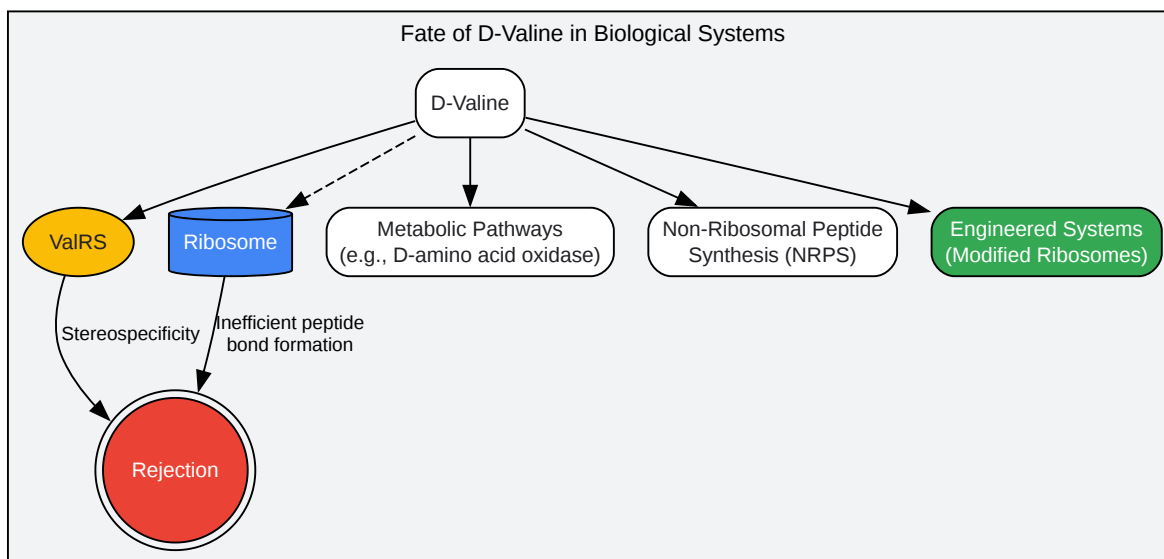 Fate of D-Valine in Biological Systems
D-Valine
ValRS
Ribosome
Metabolic Pathways
(e.g., D-amino acid oxidase)
Non-Ribosomal Peptide
Synthesis (NRPS)
Engineered Systems
(Modified Ribosomes)
Stereospecificity
Inefficient peptide
bond formation
Rejection